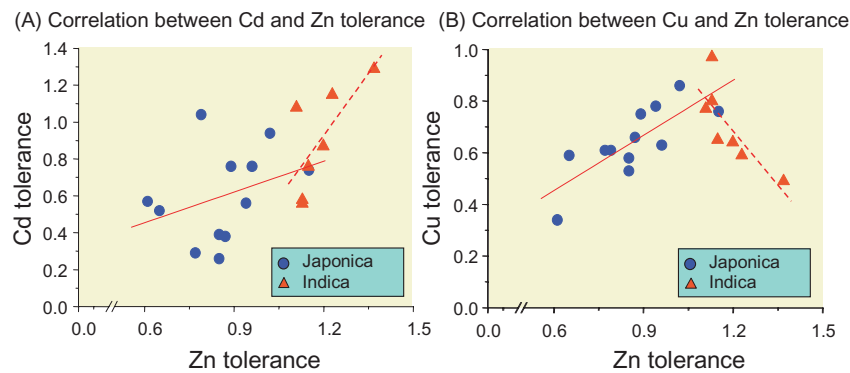 (A) Correlation between Cd and Zn tolerance
1.4
1.2
1.0
0.8
0.6
0.4
0.2
0.0
Cd tolerance
0.0 0.6 0.9 1.2 1.5
Zn tolerance
Japonica
Indica
(B) Correlation between Cu and Zn tolerance
1.0
0.8
0.6
0.4
0.2
0.0
Cu tolerance
0.0 0.6 0.9 1.2 1.5
Zn tolerance
Japonica
Indica